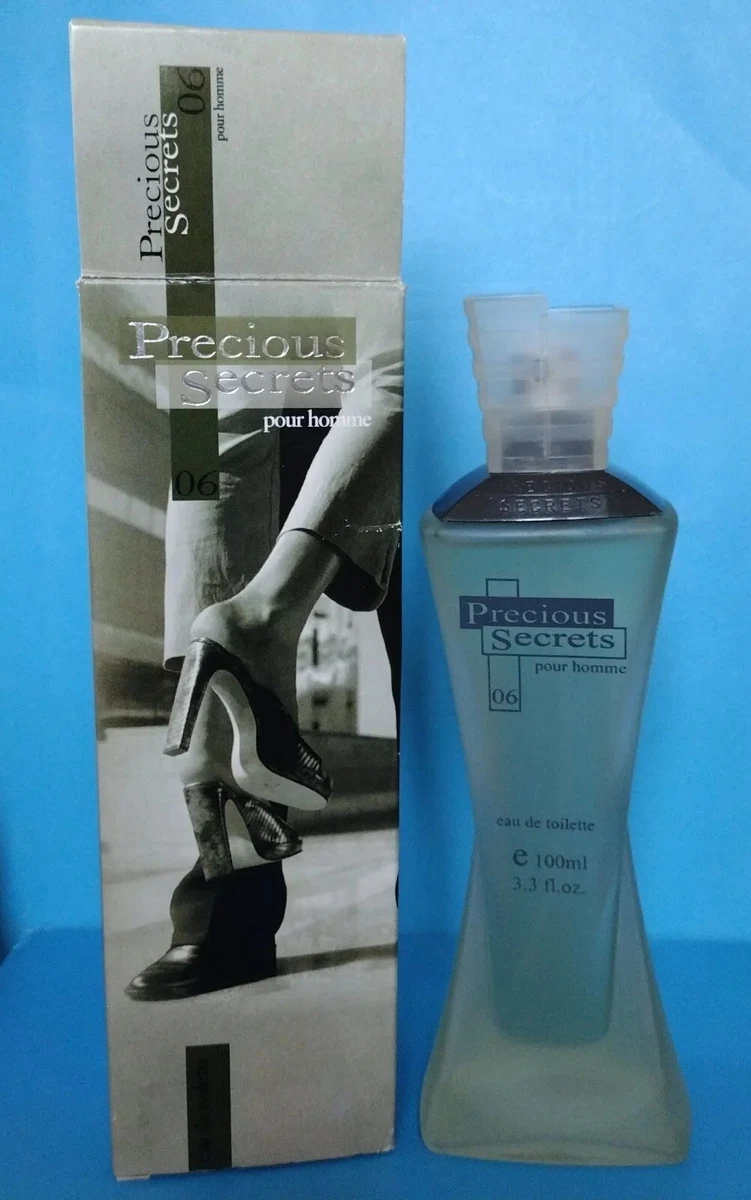 Precious
Secrets
06
pour homme
Precious
Secrets
pour homme
06
PRECIOUS
SECRETS
Precious
Secrets
pour homme
06
eau de toilette
e 100ml
3.3 fl.oz.